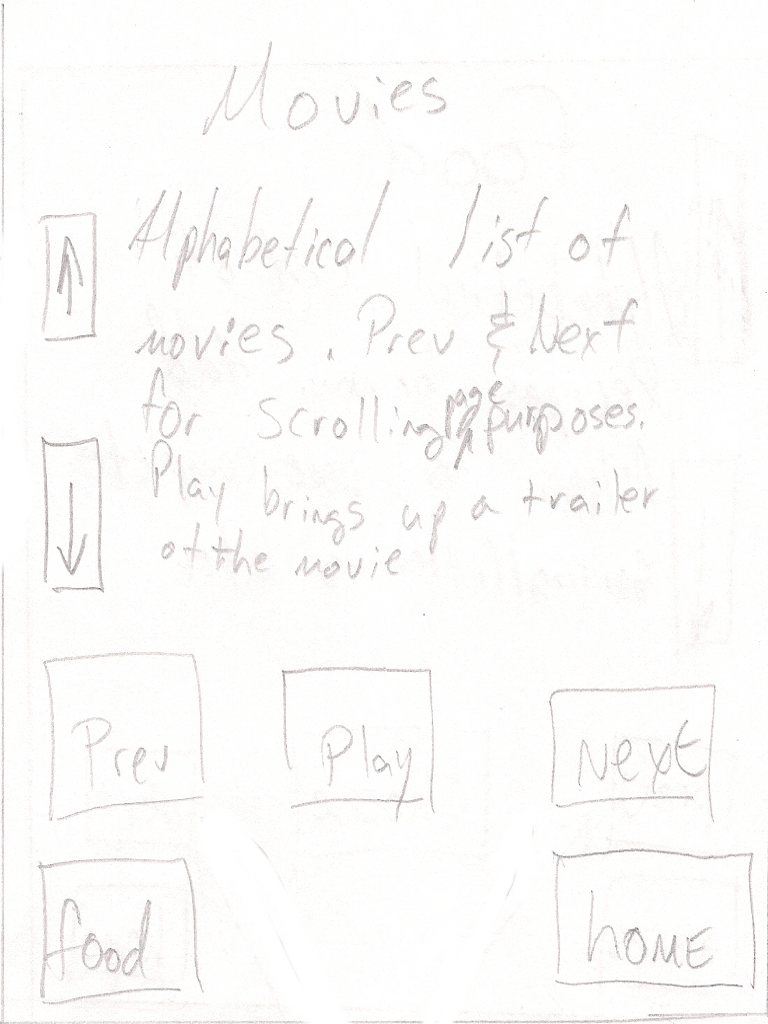 Movies
Alphabetical list of
movies. Prev & Next
for scrolling page purposes.
Play brings up a trailer
of the movie
Prev Play Next
food HOME